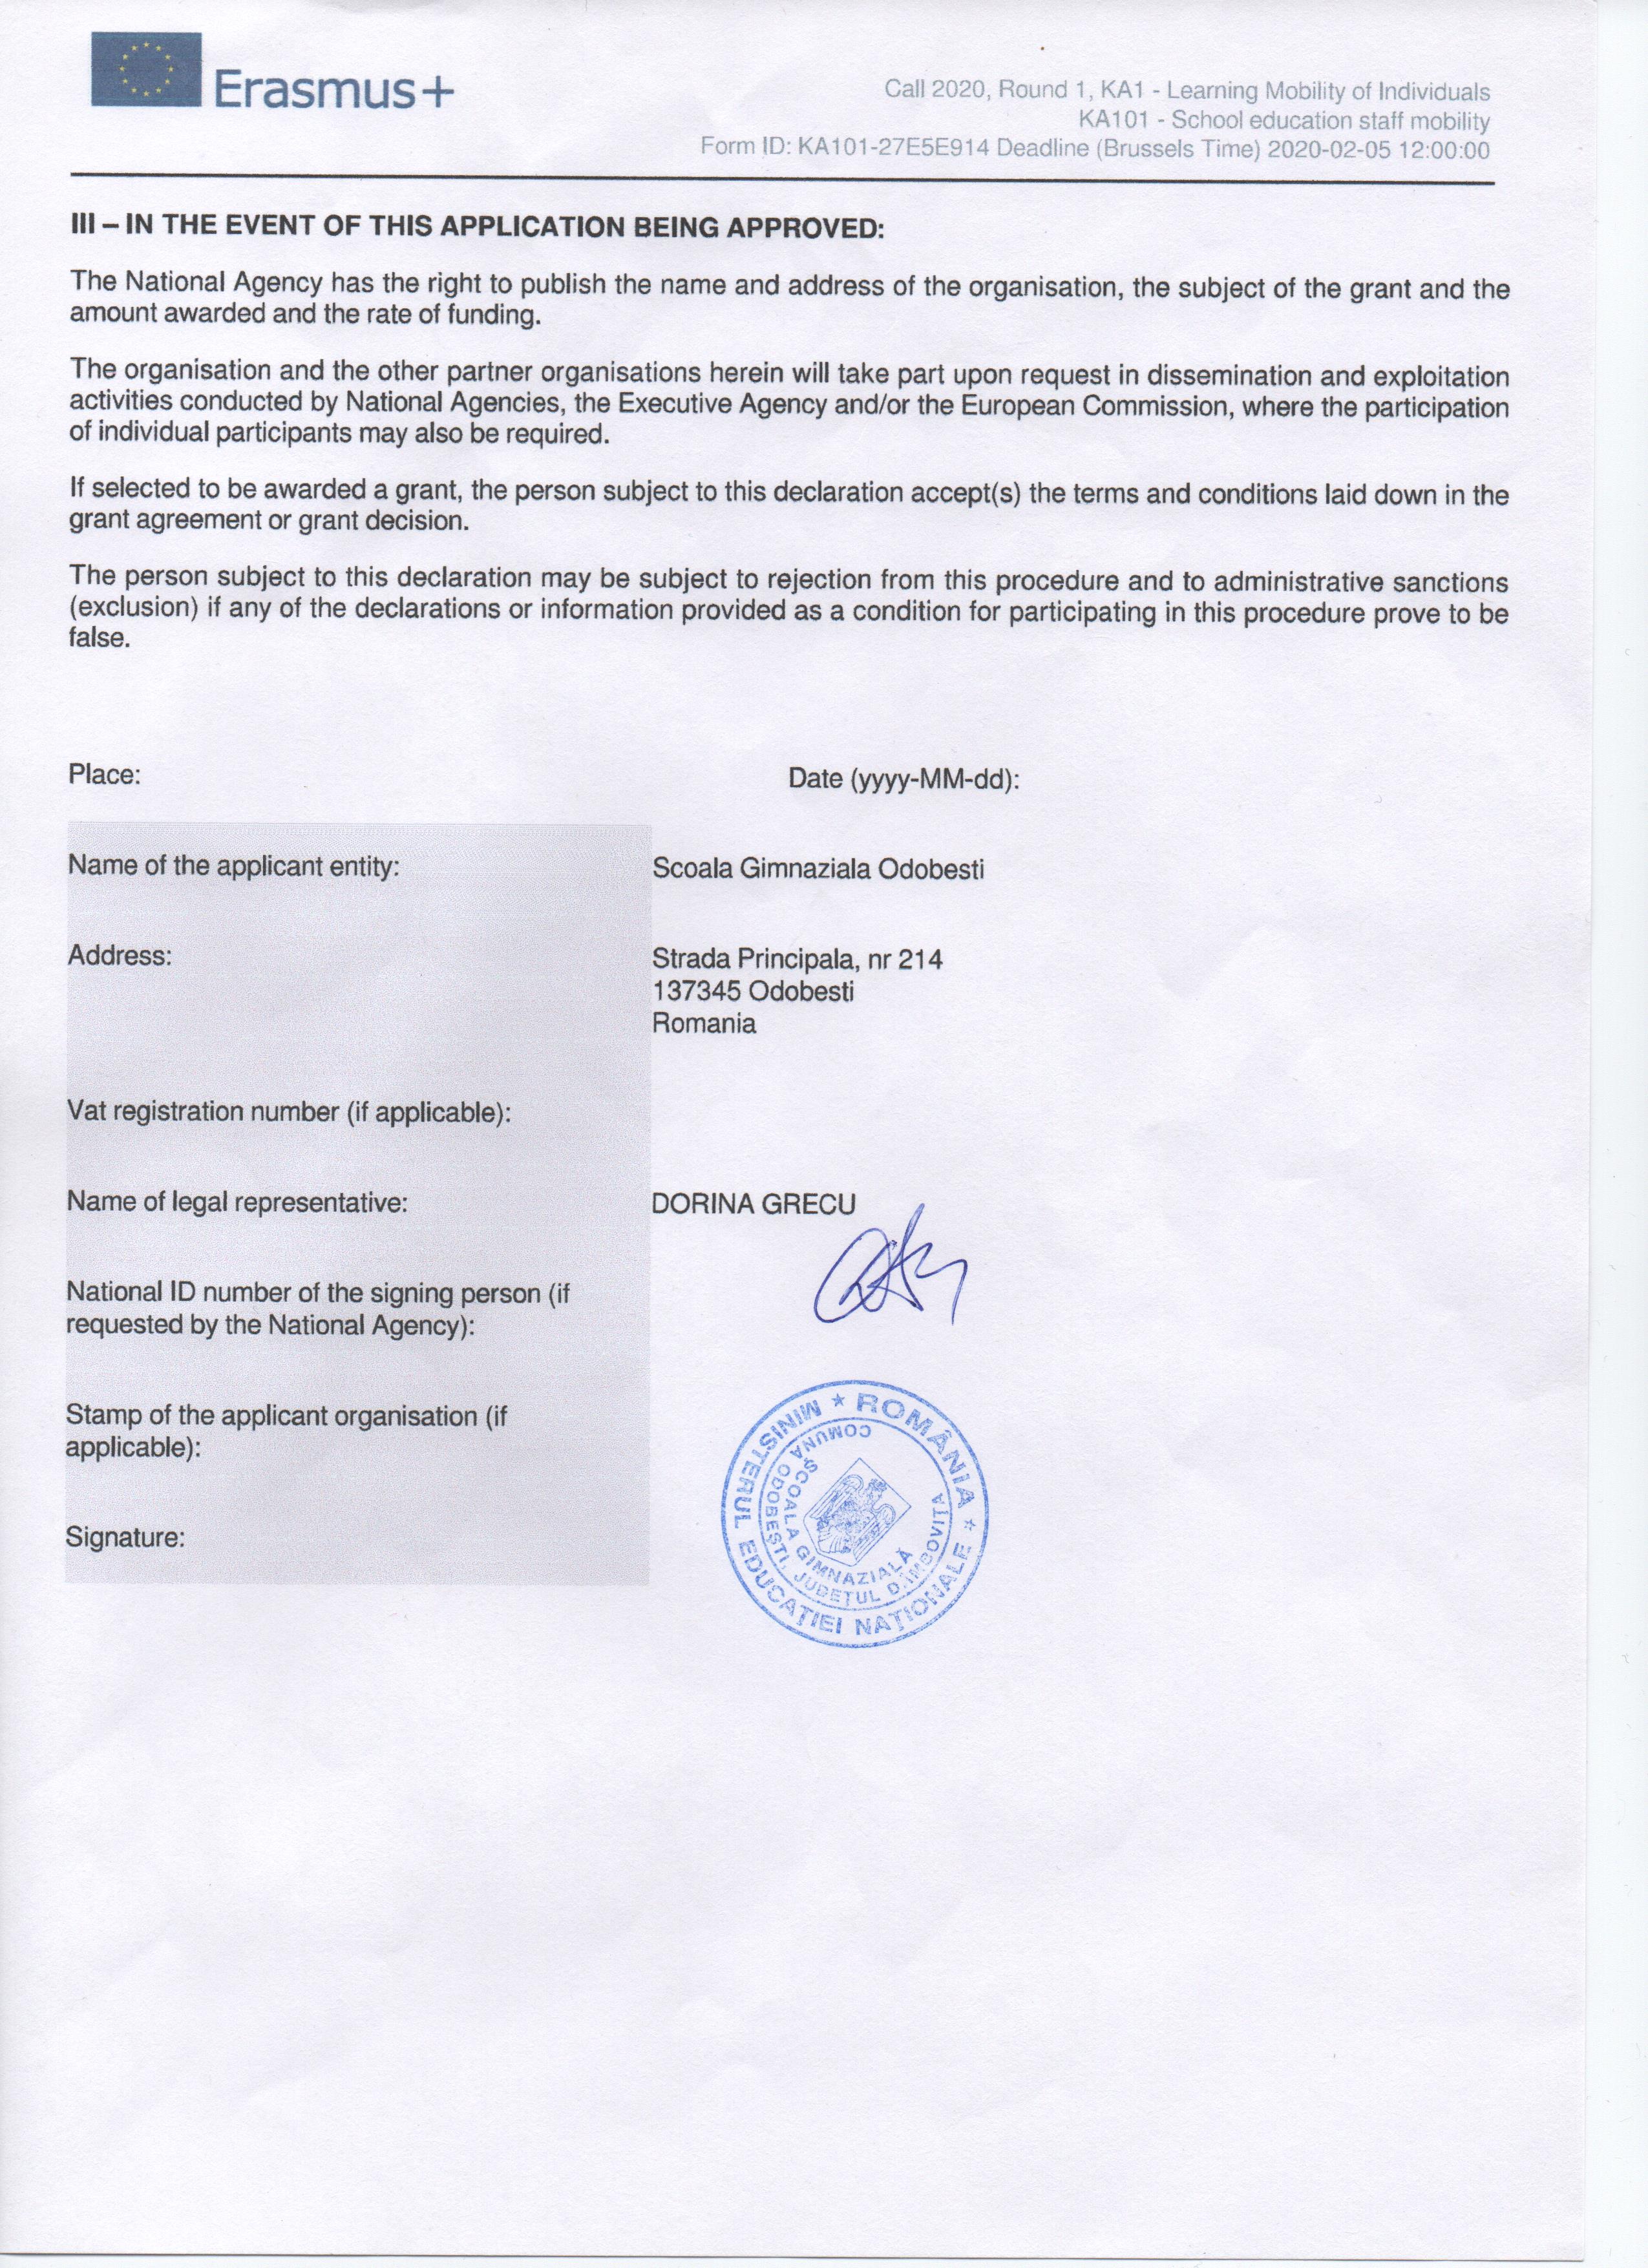 Erasmus+
Call 2020, Round 1, KA1 - Learning Mobility of Individuals
KA101 - School education staff mobility
Form ID: KA101-27E5E914 Deadline (Brussels Time) 2020-02-05 12:00:00
III – IN THE EVENT OF THIS APPLICATION BEING APPROVED:
The National Agency has the right to publish the name and address of the organisation, the subject of the grant and the
amount awarded and the rate of funding.
The organisation and the other partner organisations herein will take part upon request in dissemination and exploitation
activities conducted by National Agencies, the Executive Agency and/or the European Commission, where the participation
of individual participants may also be required.
If selected to be awarded a grant, the person subject to this declaration accept(s) the terms and conditions laid down in the
grant agreement or grant decision.
The person subject to this declaration may be subject to rejection from this procedure and to administrative sanctions
(exclusion) if any of the declarations or information provided as a condition for participating in this procedure prove to be
false.
Place:
Date (yyyy-MM-dd):
Name of the applicant entity:
Scoala Gimnaziala Odobesti
Address:
Strada Principala, nr 214
137345 Odobesti
Romania
Vat registration number (if applicable):
Name of legal representative:
DORINA GRECU
National ID number of the signing person (if
requested by the National Agency):
Stamp of the applicant organisation (if
applicable):
ROMÂNIA * MINISTERUL EDUCAȚIEI NAȚIONALE *
COMUNA ODOBEȘTI, JUDEȚUL DÎMBOVIȚA
ȘCOALA GIMNAZIALĂ
Signature: